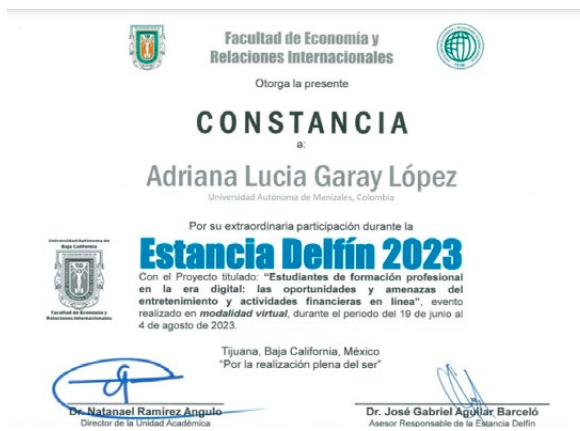 Facultad de Economía y
Relaciones Internacionales
Otorga la presente
CONSTANCIA
a:
Adriana Lucia Garay López
Universidad Autónoma de Manizales, Colombia
Por su extraordinaria participación durante la
Estancia Delfín 2023
Universidad Autónoma de
Baja California
Facultad de Economía y
Relaciones Internacionales
Con el Proyecto titulado: "Estudiantes de formación profesional
en la era digital: las oportunidades y amenazas del
entretenimiento y actividades financieras en línea", evento
realizado en modalidad virtual, durante el periodo del 19 de junio al
4 de agosto de 2023.
Tijuana, Baja California, México
"Por la realización plena del ser"
Dr. Natanael Ramírez Angulo
Director de la Unidad Académica
Dr. José Gabriel Aguilar Barceló
Asesor Responsable de la Estancia Delfín